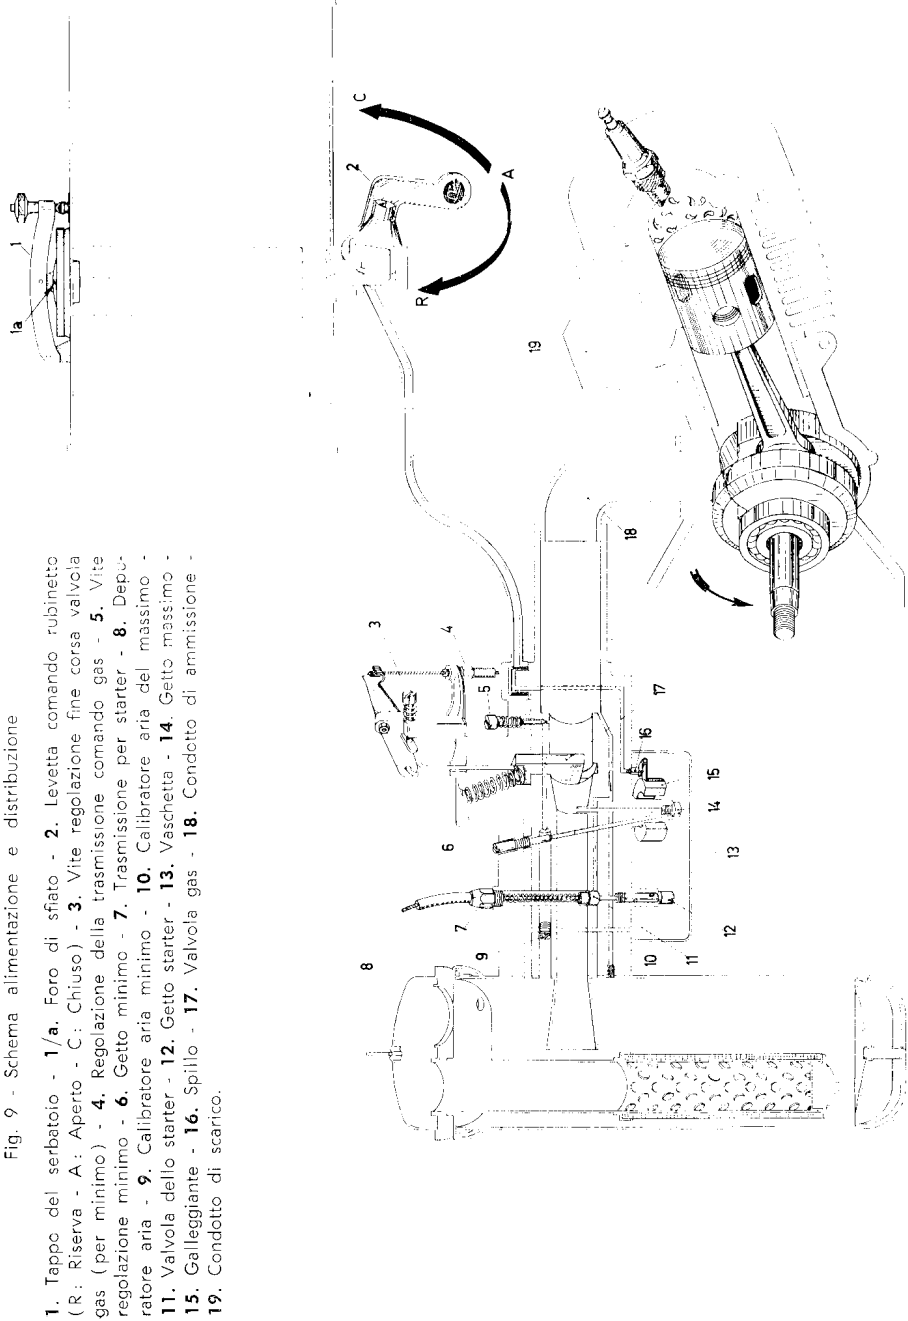 Fig. 9 - Schema alimentazione e distribuzione
1. Tappo del serbatoio - 1/a. Foro di sfiato - 2. Levetta comando rubinetto
(R: Riserva - A: Aperto - C: Chiuso) - 3. Vite regolazione fine corsa valvola
gas (per minimo) - 4. Regolazione della trasmissione comando gas - 5. Vite
regolazione minimo - 6. Getto minimo - 7. Trasmissione per starter - 8. Depu-
ratore aria - 9. Calibratore aria minimo - 10. Calibratore aria del massimo -
11. Valvola dello starter - 12. Getto starter - 13. Vaschetta - 14. Getto massimo -
15. Galleggiante - 16. Spillo - 17. Valvola gas - 18. Condotto di ammissione -
19. Condotto di scarico.
1a
1
R
2
A
C
19
3
4
5
6
7
8
9
10
11
12
13
14
15
16
17
18